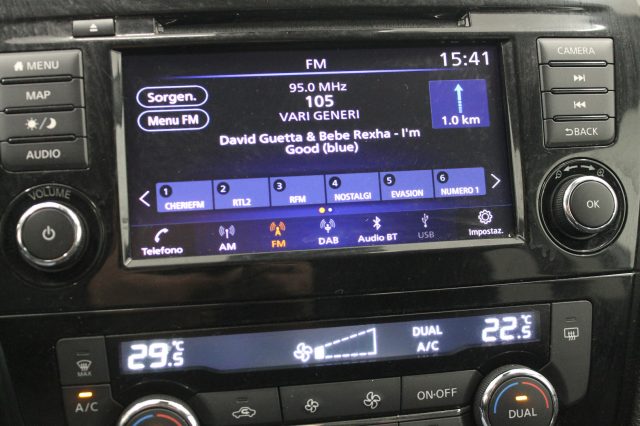 FM
15:41
MENU
MAP
AUDIO
CAMERA
BACK
Sorgen.
Menu FM
95.0 MHz
105
VARI GENERI
David Guetta & Bebe Rexha - I'm
Good (blue)
1.0 km
1 CHERIEFM
2 RTL2
3 RFM
4 NOSTALGI
5 EVASION
6 NUMERO 1
VOLUME
OK
Telefono
AM
FM
DAB
Audio BT
USB
Impostaz.
29.5 °C
DUAL
A/C
22.5 °C
MAX
A/C
ON·OFF
DUAL